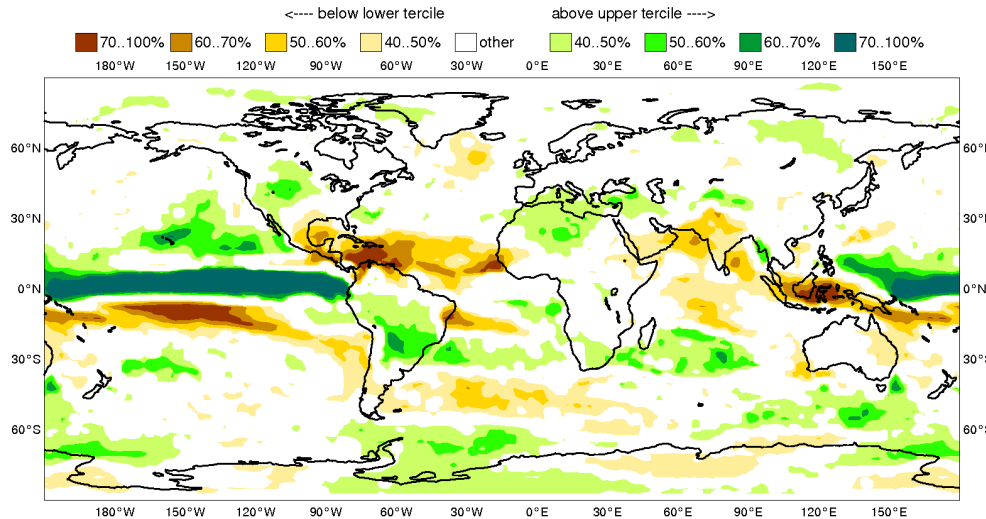 <---- below lower tercile above upper tercile ---->
70..100% 60..70% 50..60% 40..50% other 40..50% 50..60% 60..70% 70..100%
180°W 150°W 120°W 90°W 60°W 30°W 0°E 30°E 60°E 90°E 120°E 150°E
60°N 60°N
30°N 30°N
0°N 0°N
30°S 30°S
60°S 60°S
180°W 150°W 120°W 90°W 60°W 30°W 0°E 30°E 60°E 90°E 120°E 150°E